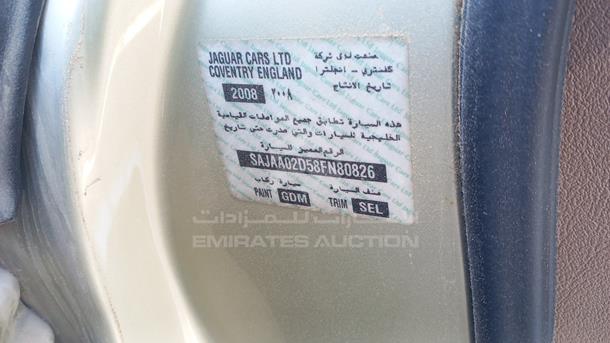 JAGUAR CARS LTD
COVENTRY ENGLAND
صنعت لدى شركة
كفنتري - انجلترا
تاريخ الانتاج
2008 ٢٠٠٨
هذه السيارة تطابق جميع المواصفات القياسية
الخليجية للسيارات والتي صدرت حتى تاريخ
الرقم المميز للسيارة
SAJAA02D58FN80826
صنف السيارة سيارة ركاب
PAINT GDM TRIM SEL
الإمارات للمزادات
EMIRATES AUCTION